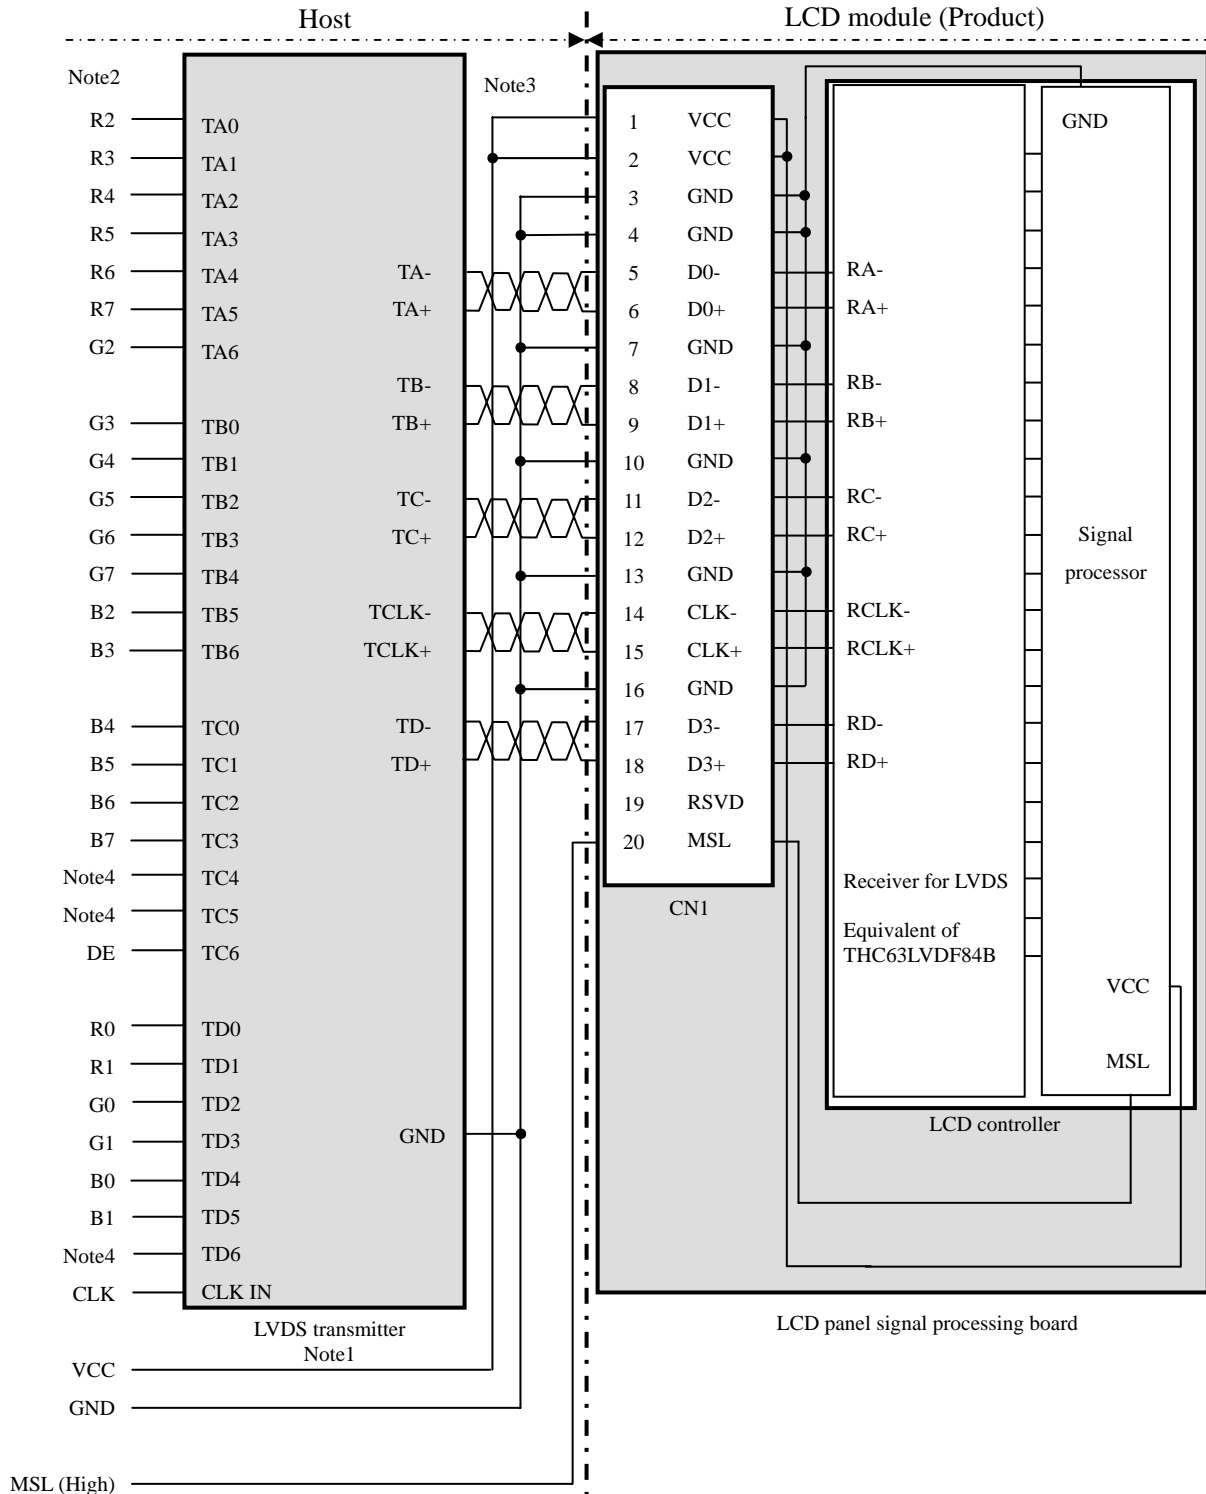 Host
LCD module (Product)
Note2
Note3
R2 TA0
R3 TA1
R4 TA2
R5 TA3
R6 TA4 TA-
R7 TA5 TA+
G2 TA6
TB-
G3 TB0 TB+
G4 TB1
G5 TB2 TC-
G6 TB3 TC+
G7 TB4
B2 TB5 TCLK-
B3 TB6 TCLK+
B4 TC0 TD-
B5 TC1 TD+
B6 TC2
B7 TC3
Note4 TC4
Note4 TC5
DE TC6
R0 TD0
R1 TD1
G0 TD2
G1 TD3 GND
B0 TD4
B1 TD5
Note4 TD6
CLK CLK IN
LVDS transmitter
Note1
VCC
GND
MSL (High)
1 VCC
2 VCC
3 GND
4 GND
5 D0- RA-
6 D0+ RA+
7 GND
8 D1- RB-
9 D1+ RB+
10 GND
11 D2- RC-
12 D2+ RC+
13 GND
14 CLK- RCLK-
15 CLK+ RCLK+
16 GND
17 D3- RD-
18 D3+ RD+
19 RSVD
20 MSL
CN1
Receiver for LVDS
Equivalent of
THC63LVDF84B
GND
Signal
processor
VCC
MSL
LCD controller
LCD panel signal processing board